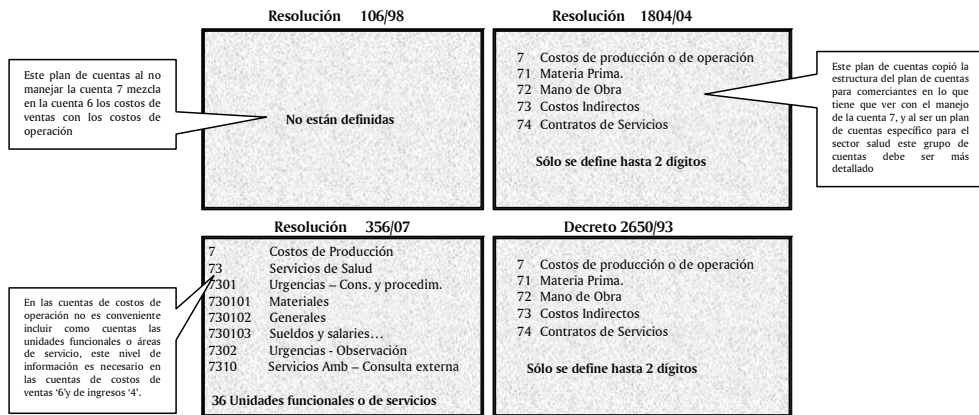 Resolución 106/98
Este plan de cuentas al no
manejar la cuenta 7 mezcla
en la cuenta 6 los costos de
ventas con los costos de
operación
No están definidas
Resolución 1804/04
7 Costos de producción o de operación
71 Materia Prima.
72 Mano de Obra
73 Costos Indirectos
74 Contratos de Servicios
Sólo se define hasta 2 dígitos
Este plan de cuentas copió la
estructura del plan de cuentas
para comerciantes en lo que
tiene que ver con el manejo
de la cuenta 7, y al ser un plan
de cuentas específico para el
sector salud este grupo de
cuentas debe ser más
detallado
Resolución 356/07
7 Costos de Producción
73 Servicios de Salud
7301 Urgencias – Cons. y procedim.
730101 Materiales
730102 Generales
730103 Sueldos y salaries…
7302 Urgencias - Observación
7310 Servicios Amb – Consulta externa
36 Unidades funcionales o de servicios
En las cuentas de costos de
operación no es conveniente
incluir como cuentas las
unidades funcionales o áreas
de servicio, este nivel de
información es necesario en
las cuentas de costos de
ventas ‘6’y de ingresos ‘4’.
Decreto 2650/93
7 Costos de producción o de operación
71 Materia Prima.
72 Mano de Obra
73 Costos Indirectos
74 Contratos de Servicios
Sólo se define hasta 2 dígitos